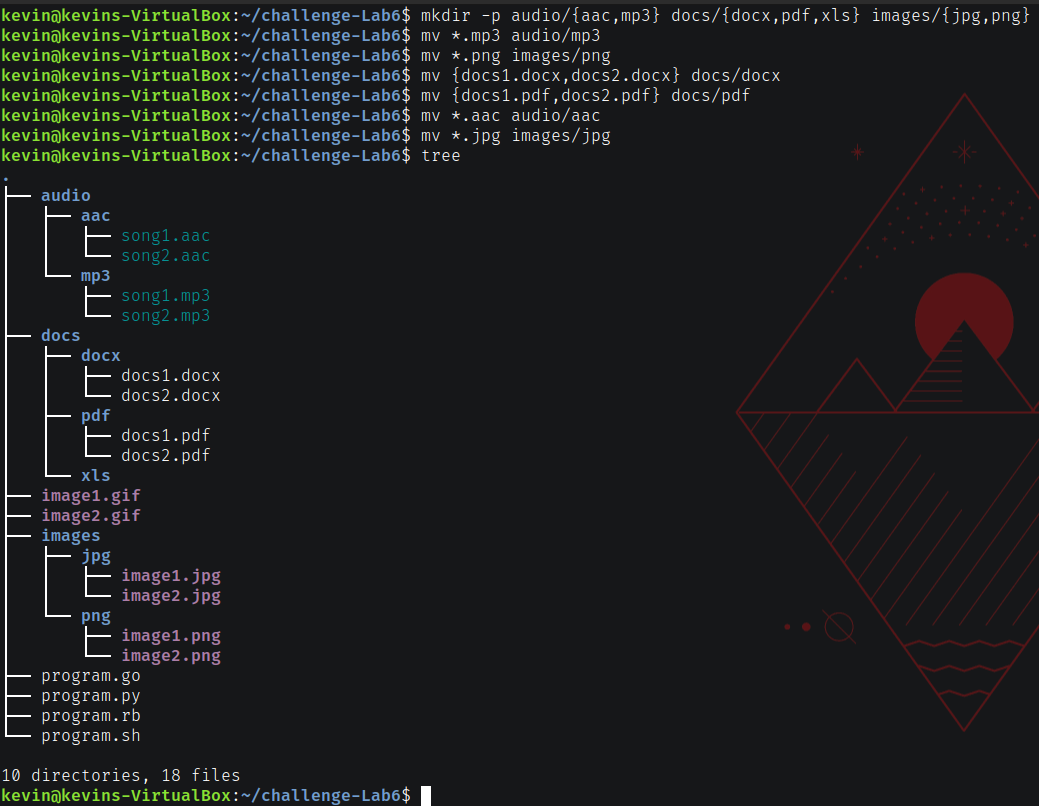 kevin@kevins-VirtualBox:~/challenge-Lab6$ mkdir -p audio/{aac,mp3} docs/{docx,pdf,xls} images/{jpg,png}
kevin@kevins-VirtualBox:~/challenge-Lab6$ mv *.mp3 audio/mp3
kevin@kevins-VirtualBox:~/challenge-Lab6$ mv *.png images/png
kevin@kevins-VirtualBox:~/challenge-Lab6$ mv {docs1.docx,docs2.docx} docs/docx
kevin@kevins-VirtualBox:~/challenge-Lab6$ mv {docs1.pdf,docs2.pdf} docs/pdf
kevin@kevins-VirtualBox:~/challenge-Lab6$ mv *.aac audio/aac
kevin@kevins-VirtualBox:~/challenge-Lab6$ mv *.jpg images/jpg
kevin@kevins-VirtualBox:~/challenge-Lab6$ tree
.
├── audio
│   ├── aac
│   │   ├── song1.aac
│   │   └── song2.aac
│   └── mp3
│       ├── song1.mp3
│       └── song2.mp3
├── docs
│   ├── docx
│   │   ├── docs1.docx
│   │   └── docs2.docx
│   ├── pdf
│   │   ├── docs1.pdf
│   │   └── docs2.pdf
│   └── xls
├── image1.gif
├── image2.gif
├── images
│   ├── jpg
│   │   ├── image1.jpg
│   │   └── image2.jpg
│   └── png
│       ├── image1.png
│       └── image2.png
├── program.go
├── program.py
├── program.rb
└── program.sh
10 directories, 18 files
kevin@kevins-VirtualBox:~/challenge-Lab6$